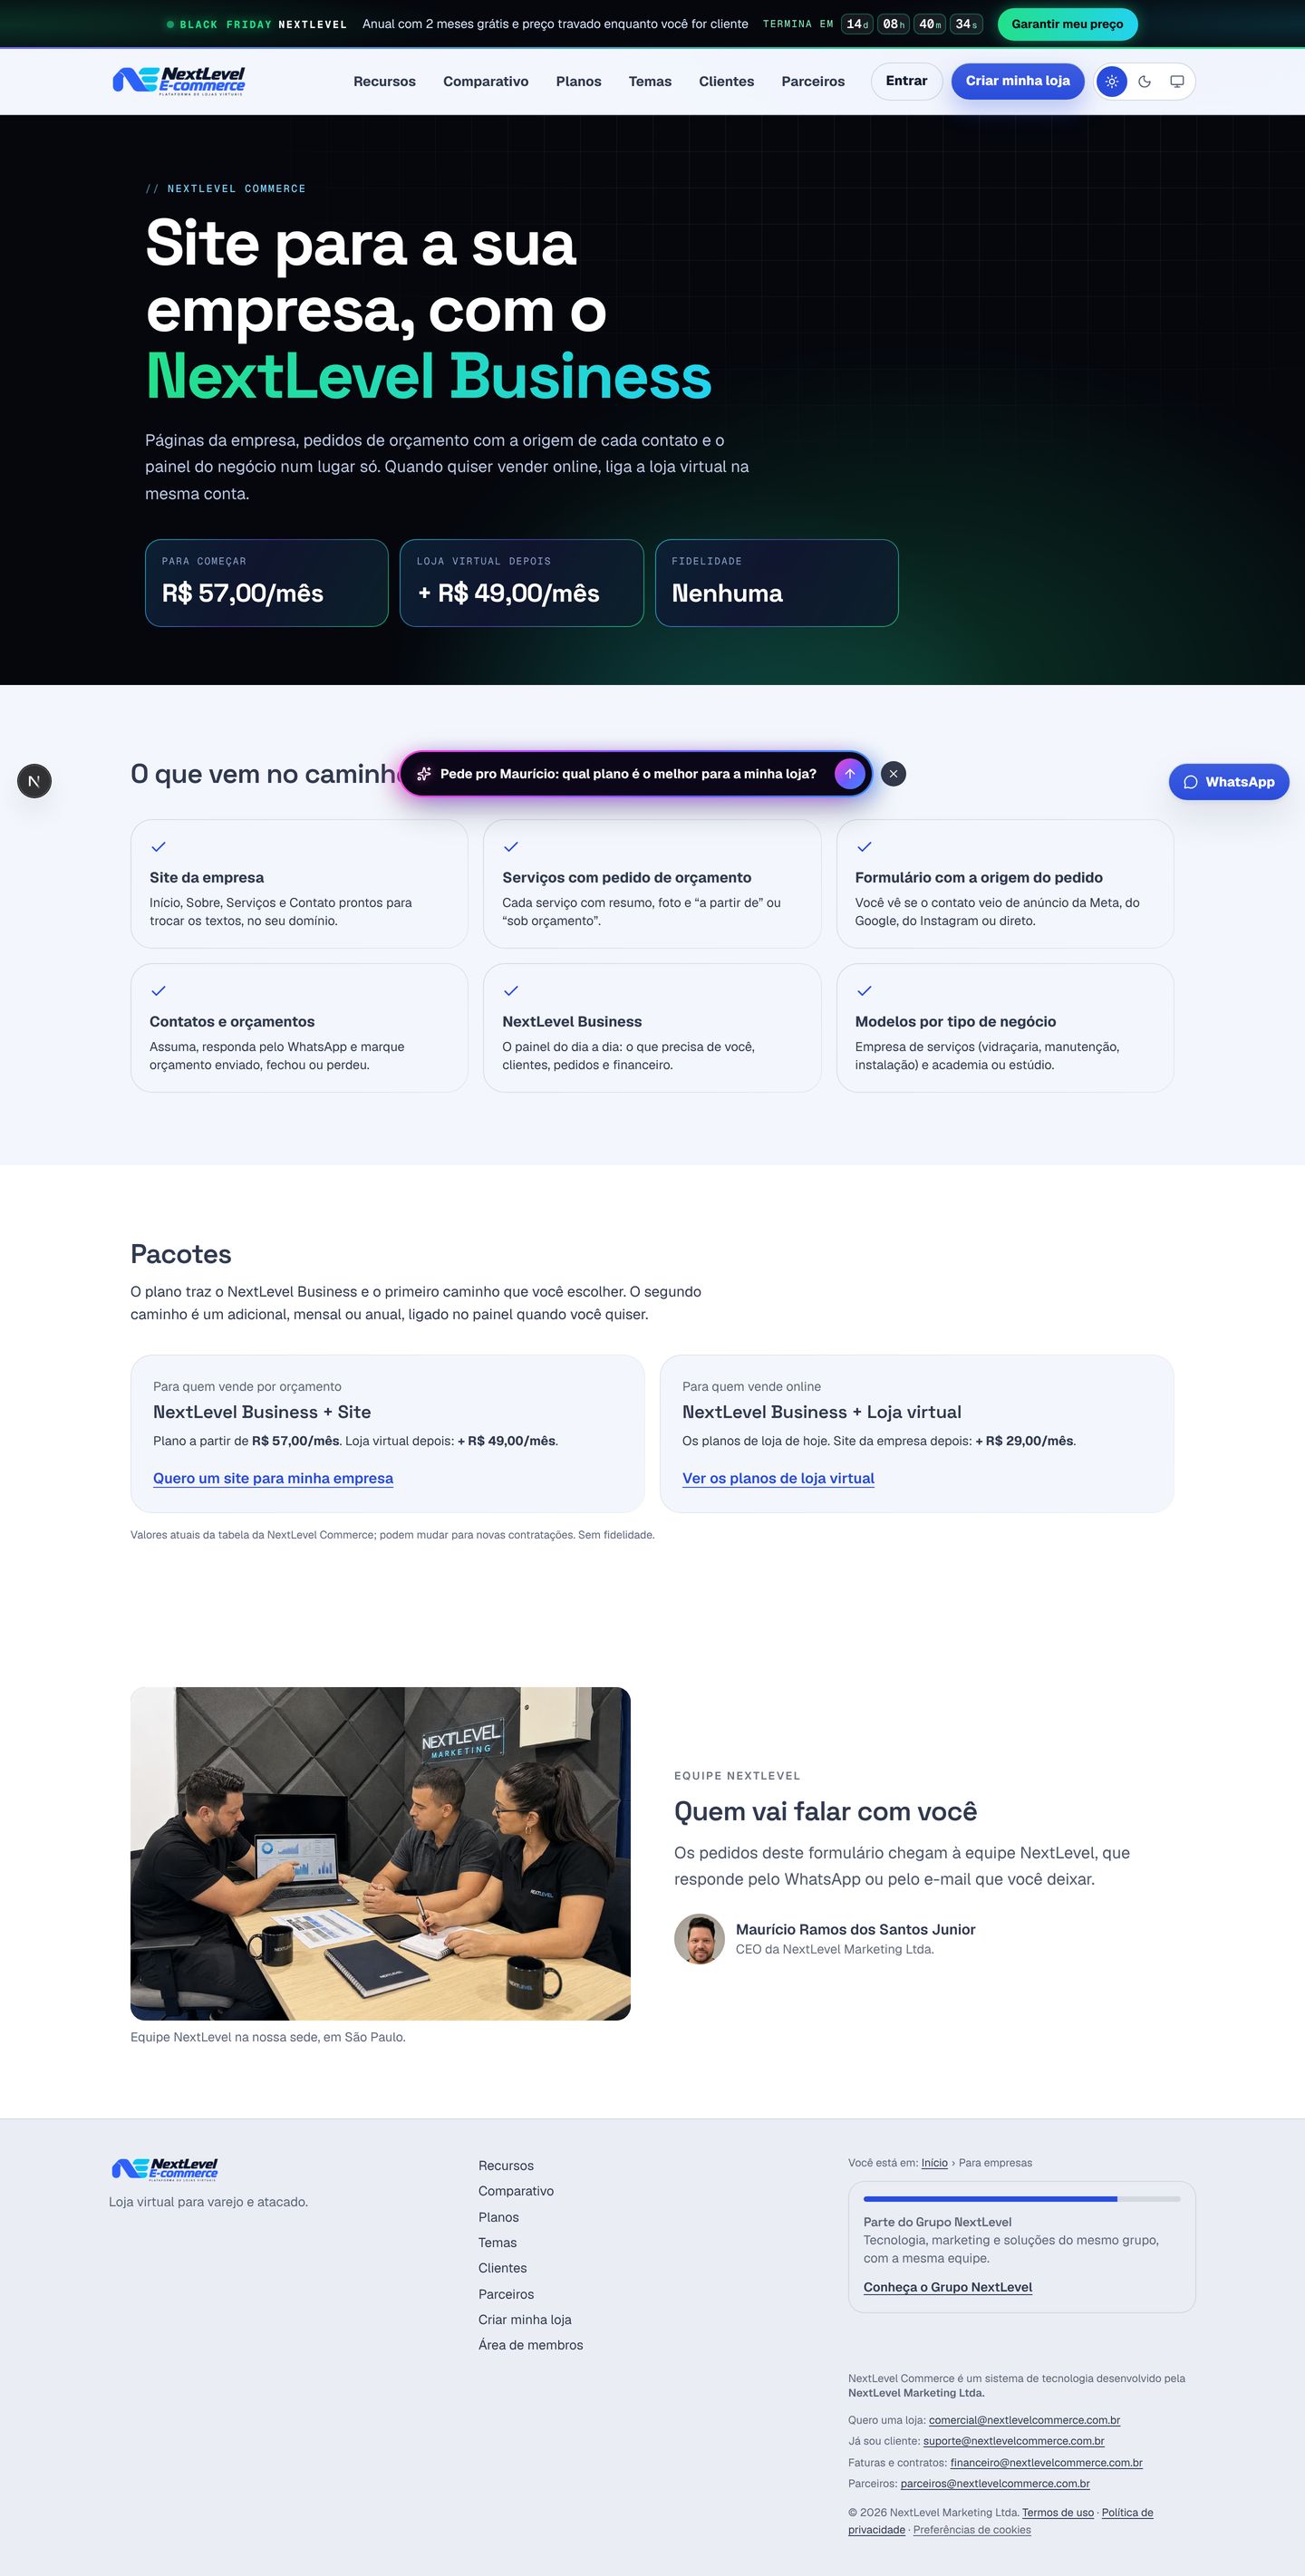 BLACK FRIDAY NEXTLEVEL Anual com 2 meses grátis e preço travado enquanto você for cliente TERMINA EM 14d 08h 40m 34s Garantir meu preço
NextLevel
E-commerce
PLATAFORMA DE LOJAS VIRTUAIS
Recursos Comparativo Planos Temas Clientes Parceiros Entrar Criar minha loja
// NEXTLEVEL COMMERCE
Site para a sua
empresa, com o
NextLevel Business
Páginas da empresa, pedidos de orçamento com a origem de cada contato e o
painel do negócio num lugar só. Quando quiser vender online, liga a loja virtual na
mesma conta.
PARA COMEÇAR
R$ 57,00/mês
LOJA VIRTUAL DEPOIS
+ R$ 49,00/mês
FIDELIDADE
Nenhuma
O que vem no caminh
Pede pro Maurício: qual plano é o melhor para a minha loja?
N
WhatsApp
Site da empresa
Início, Sobre, Serviços e Contato prontos para
trocar os textos, no seu domínio.
Serviços com pedido de orçamento
Cada serviço com resumo, foto e “a partir de” ou
“sob orçamento”.
Formulário com a origem do pedido
Você vê se o contato veio de anúncio da Meta, do
Google, do Instagram ou direto.
Contatos e orçamentos
Assuma, responda pelo WhatsApp e marque
orçamento enviado, fechou ou perdeu.
NextLevel Business
O painel do dia a dia: o que precisa de você,
clientes, pedidos e financeiro.
Modelos por tipo de negócio
Empresa de serviços (vidraçaria, manutenção,
instalação) e academia ou estúdio.
Pacotes
O plano traz o NextLevel Business e o primeiro caminho que você escolher. O segundo
caminho é um adicional, mensal ou anual, ligado no painel quando você quiser.
Para quem vende por orçamento
NextLevel Business + Site
Plano a partir de R$ 57,00/mês. Loja virtual depois: + R$ 49,00/mês.
Quero um site para minha empresa
Para quem vende online
NextLevel Business + Loja virtual
Os planos de loja de hoje. Site da empresa depois: + R$ 29,00/mês.
Ver os planos de loja virtual
Valores atuais da tabela da NextLevel Commerce; podem mudar para novas contratações. Sem fidelidade.
NEXTLEVEL
MARKETING
NEXTLEVEL
EQUIPE NEXTLEVEL
Quem vai falar com você
Os pedidos deste formulário chegam à equipe NextLevel, que
responde pelo WhatsApp ou pelo e-mail que você deixar.
Maurício Ramos dos Santos Junior
CEO da NextLevel Marketing Ltda.
Equipe NextLevel na nossa sede, em São Paulo.
NextLevel
E-commerce
PLATAFORMA DE LOJAS VIRTUAIS
Loja virtual para varejo e atacado.
Recursos
Comparativo
Planos
Temas
Clientes
Parceiros
Criar minha loja
Área de membros
Você está em: Início › Para empresas
Parte do Grupo NextLevel
Tecnologia, marketing e soluções do mesmo grupo,
com a mesma equipe.
Conheça o Grupo NextLevel
NextLevel Commerce é um sistema de tecnologia desenvolvido pela
NextLevel Marketing Ltda.
Quero uma loja: comercial@nextlevelcommerce.com.br
Já sou cliente: suporte@nextlevelcommerce.com.br
Faturas e contratos: financeiro@nextlevelcommerce.com.br
Parceiros: parceiros@nextlevelcommerce.com.br
© 2026 NextLevel Marketing Ltda. Termos de uso · Política de
privacidade · Preferências de cookies